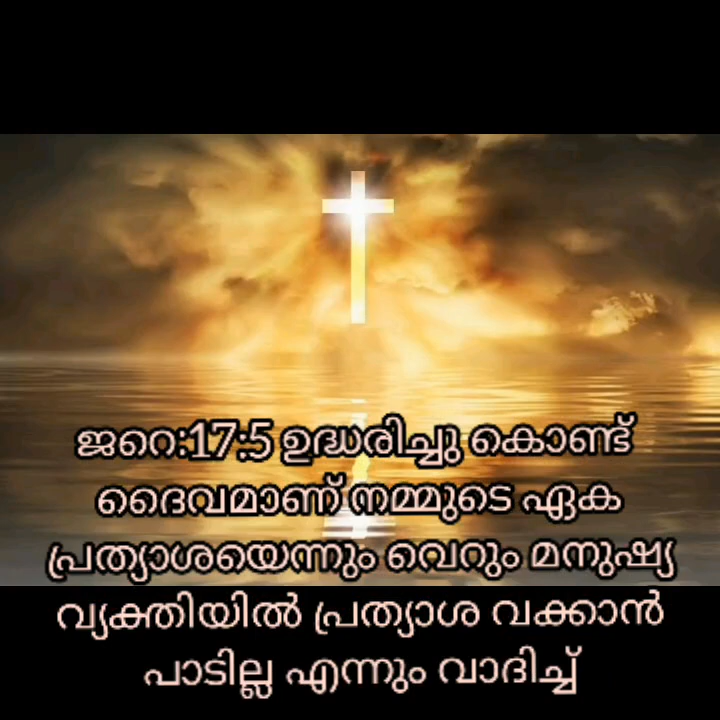 ജറെ:17:5 ഉദ്ധരിച്ചു കൊണ്ട്
ദൈവമാണ് നമ്മുടെ ഏക
പ്രത്യാശയെന്നും വെറും മനുഷ്യ
വ്യക്തിയിൽ പ്രത്യാശ വക്കാൻ
പാടില്ല എന്നും വാദിച്ച്